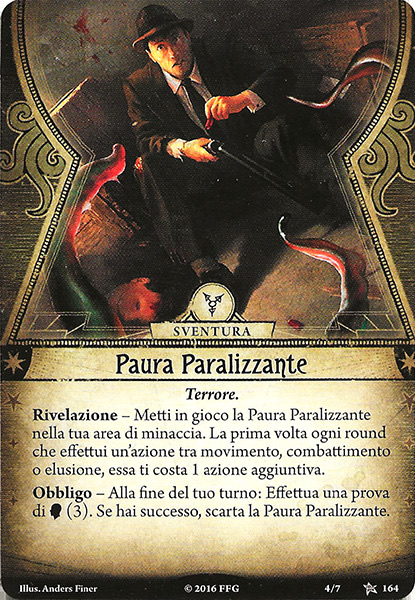 SVENTURA
Paura Paralizzante
Terrore.
Rivelazione – Metti in gioco la Paura Paralizzante
nella tua area di minaccia. La prima volta ogni round
che effettui un'azione tra movimento, combattimento
o elusione, essa ti costa 1 azione aggiuntiva.
Obbligo – Alla fine del tuo turno: Effettua una prova
di (3). Se hai successo, scarta la Paura Paralizzante.
Illus. Anders Finer © 2016 FFG 4/7 164